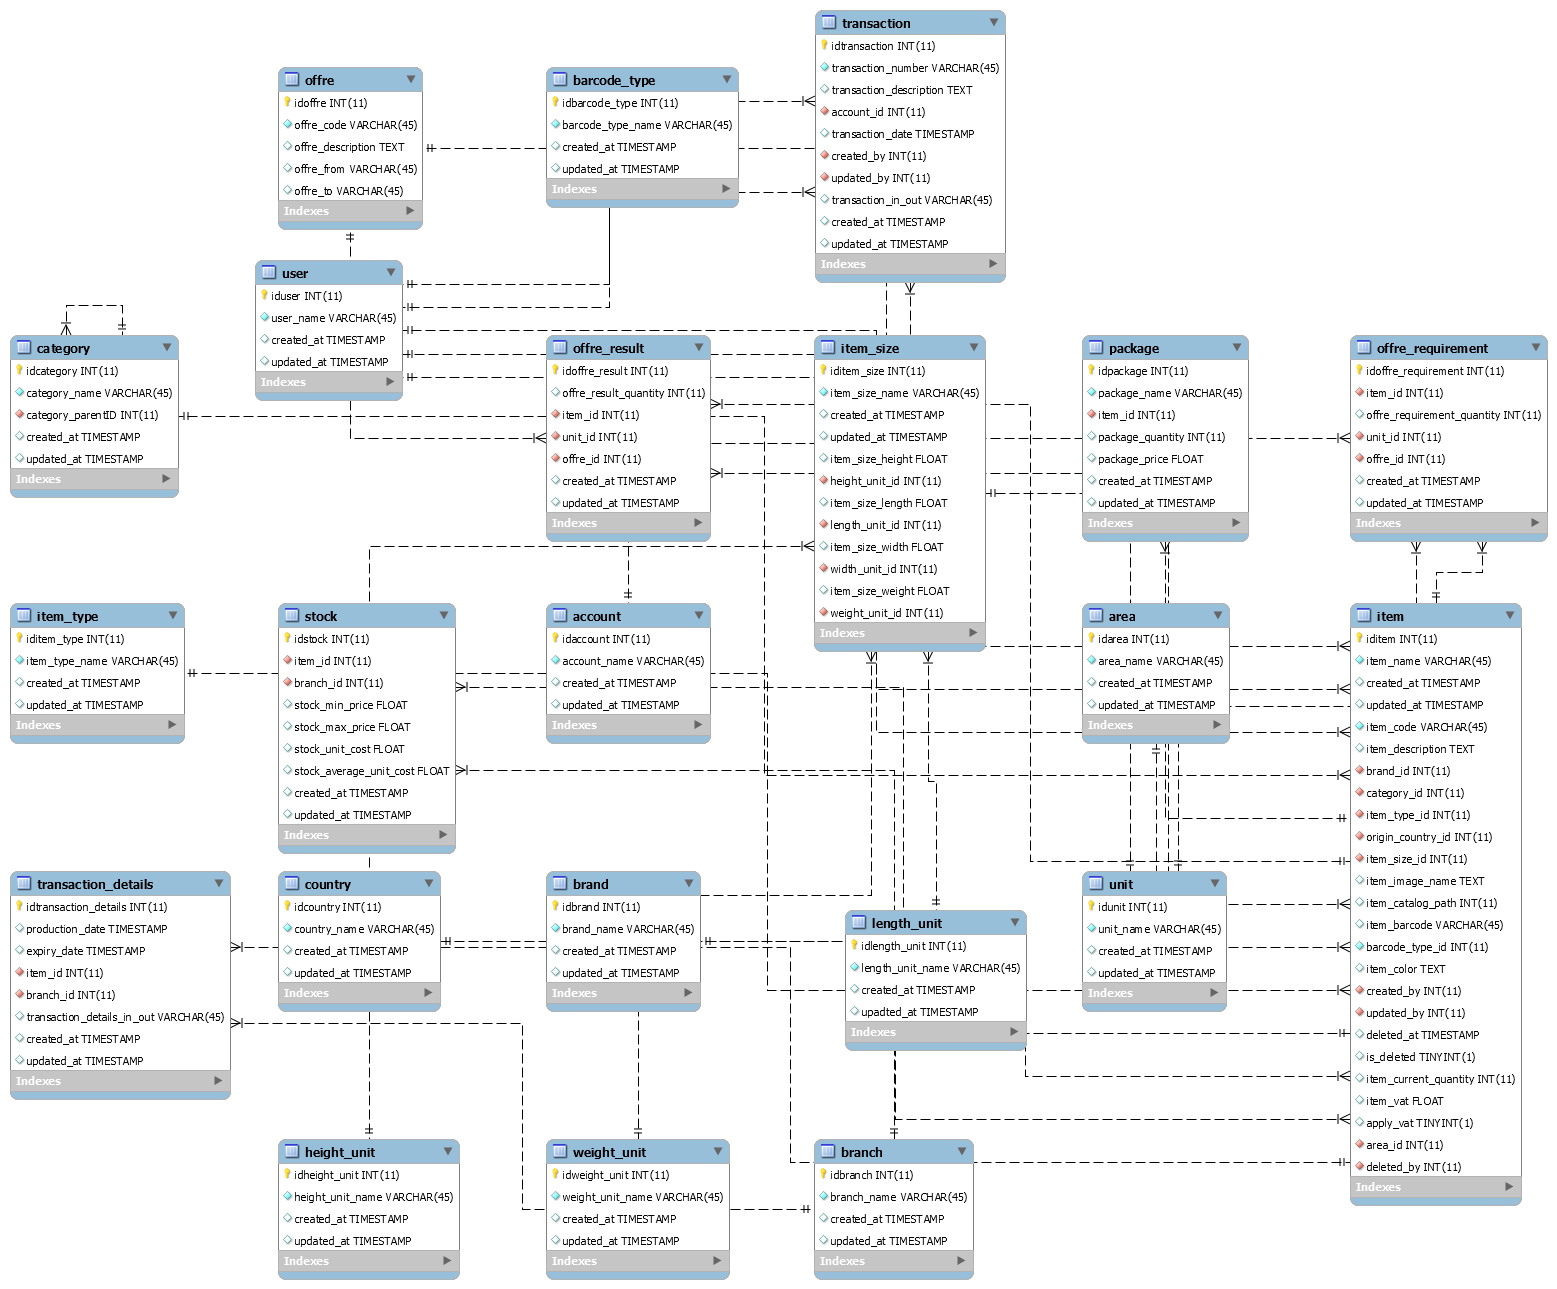 transaction
idtransaction INT(11)
transaction_number VARCHAR(45)
transaction_description TEXT
account_id INT(11)
transaction_date TIMESTAMP
created_by INT(11)
updated_by INT(11)
transaction_in_out VARCHAR(45)
created_at TIMESTAMP
updated_at TIMESTAMP
Indexes
offre
idoffre INT(11)
offre_code VARCHAR(45)
offre_description TEXT
offre_from VARCHAR(45)
offre_to VARCHAR(45)
Indexes
barcode_type
idbarcode_type INT(11)
barcode_type_name VARCHAR(45)
created_at TIMESTAMP
updated_at TIMESTAMP
Indexes
user
iduser INT(11)
user_name VARCHAR(45)
created_at TIMESTAMP
updated_at TIMESTAMP
Indexes
category
idcategory INT(11)
category_name VARCHAR(45)
category_parentID INT(11)
created_at TIMESTAMP
updated_at TIMESTAMP
Indexes
offre_result
idoffre_result INT(11)
offre_result_quantity INT(11)
item_id INT(11)
unit_id INT(11)
offre_id INT(11)
created_at TIMESTAMP
updated_at TIMESTAMP
Indexes
item_size
iditem_size INT(11)
item_size_name VARCHAR(45)
created_at TIMESTAMP
updated_at TIMESTAMP
item_size_height FLOAT
height_unit_id INT(11)
item_size_length FLOAT
length_unit_id INT(11)
item_size_width FLOAT
width_unit_id INT(11)
item_size_weight FLOAT
weight_unit_id INT(11)
Indexes
package
idpackage INT(11)
package_name VARCHAR(45)
item_id INT(11)
package_quantity INT(11)
package_price FLOAT
created_at TIMESTAMP
updated_at TIMESTAMP
Indexes
offre_requirement
idoffre_requirement INT(11)
item_id INT(11)
offre_requirement_quantity INT(11)
unit_id INT(11)
offre_id INT(11)
created_at TIMESTAMP
updated_at TIMESTAMP
Indexes
item_type
iditem_type INT(11)
item_type_name VARCHAR(45)
created_at TIMESTAMP
updated_at TIMESTAMP
Indexes
stock
idstock INT(11)
item_id INT(11)
branch_id INT(11)
stock_min_price FLOAT
stock_max_price FLOAT
stock_unit_cost FLOAT
stock_average_unit_cost FLOAT
created_at TIMESTAMP
updated_at TIMESTAMP
Indexes
account
idaccount INT(11)
account_name VARCHAR(45)
created_at TIMESTAMP
updated_at TIMESTAMP
Indexes
area
idarea INT(11)
area_name VARCHAR(45)
created_at TIMESTAMP
updated_at TIMESTAMP
Indexes
item
iditem INT(11)
item_name VARCHAR(45)
created_at TIMESTAMP
updated_at TIMESTAMP
item_code VARCHAR(45)
item_description TEXT
brand_id INT(11)
category_id INT(11)
item_type_id INT(11)
origin_country_id INT(11)
item_size_id INT(11)
item_image_name TEXT
item_catalog_path INT(11)
item_barcode VARCHAR(45)
barcode_type_id INT(11)
item_color TEXT
created_by INT(11)
updated_by INT(11)
deleted_at TIMESTAMP
is_deleted TINYINT(1)
item_current_quantity INT(11)
item_vat FLOAT
apply_vat TINYINT(1)
area_id INT(11)
deleted_by INT(11)
Indexes
transaction_details
idtransaction_details INT(11)
production_date TIMESTAMP
expiry_date TIMESTAMP
item_id INT(11)
branch_id INT(11)
transaction_details_in_out VARCHAR(45)
created_at TIMESTAMP
updated_at TIMESTAMP
Indexes
country
idcountry INT(11)
country_name VARCHAR(45)
created_at TIMESTAMP
updated_at TIMESTAMP
Indexes
brand
idbrand INT(11)
brand_name VARCHAR(45)
created_at TIMESTAMP
updated_at TIMESTAMP
Indexes
length_unit
idlength_unit INT(11)
length_unit_name VARCHAR(45)
created_at TIMESTAMP
upadted_at TIMESTAMP
Indexes
unit
idunit INT(11)
unit_name VARCHAR(45)
created_at TIMESTAMP
updated_at TIMESTAMP
Indexes
height_unit
idheight_unit INT(11)
height_unit_name VARCHAR(45)
created_at TIMESTAMP
updated_at TIMESTAMP
Indexes
weight_unit
idweight_unit INT(11)
weight_unit_name VARCHAR(45)
created_at TIMESTAMP
updated_at TIMESTAMP
Indexes
branch
idbranch INT(11)
branch_name VARCHAR(45)
created_at TIMESTAMP
updated_at TIMESTAMP
Indexes